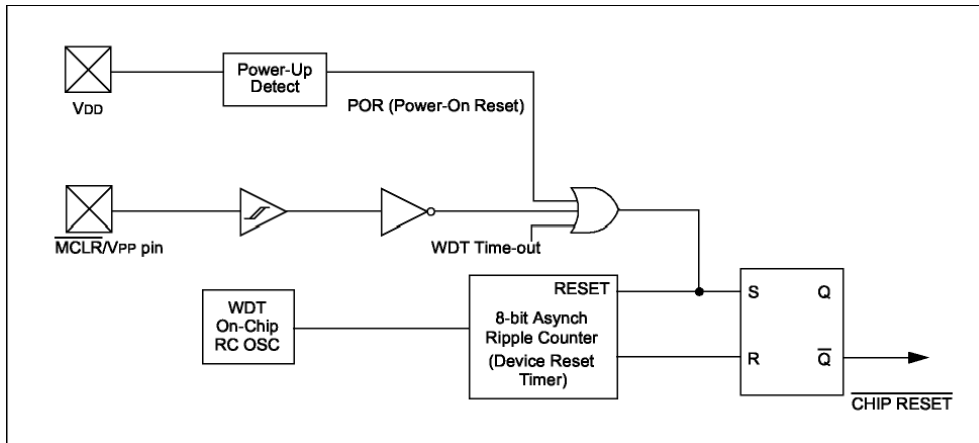 Power-Up
Detect
VDD
POR (Power-On Reset)
MCLR/VPP pin
WDT Time-out
WDT
On-Chip
RC OSC
RESET
8-bit Asynch
Ripple Counter
(Device Reset
Timer)
S Q
R Q
CHIP RESET